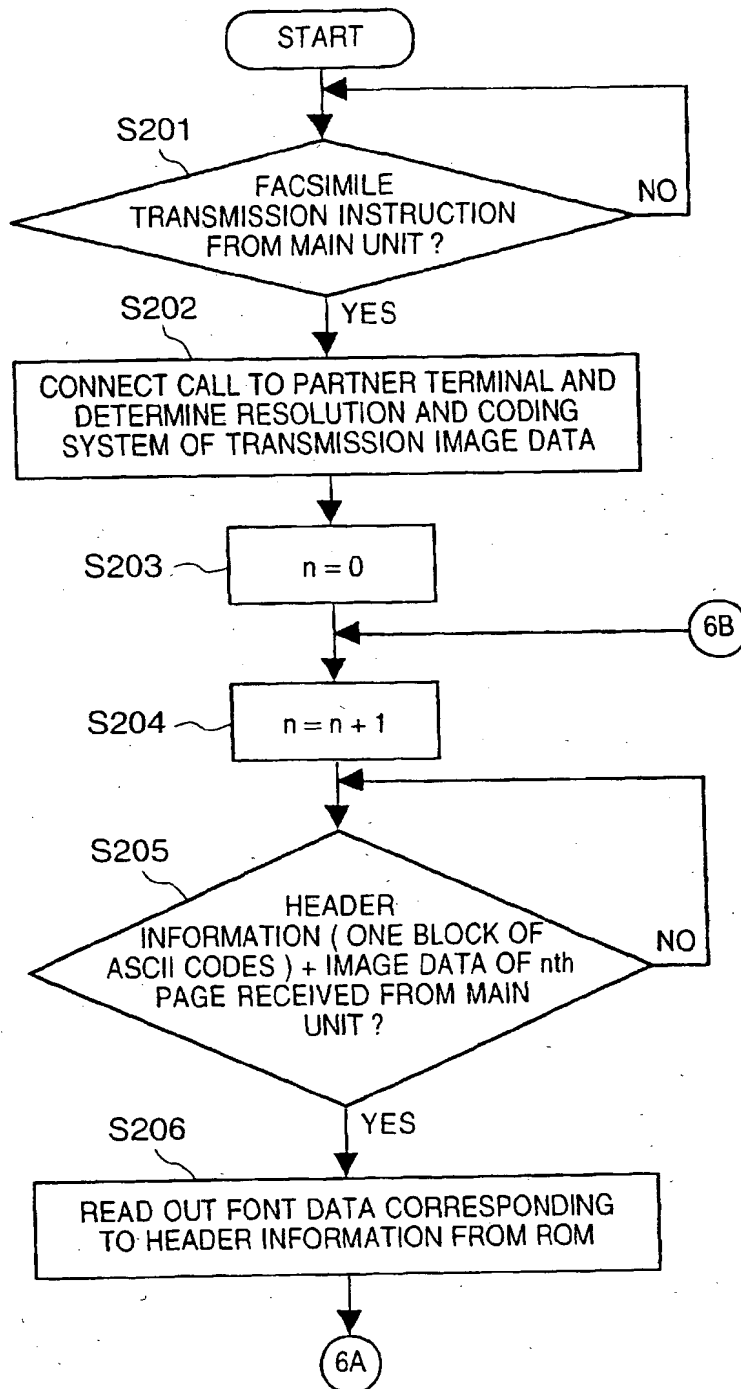 START
S201
FACSIMILE
TRANSMISSION INSTRUCTION
FROM MAIN UNIT ?
NO
YES
S202
CONNECT CALL TO PARTNER TERMINAL AND
DETERMINE RESOLUTION AND CODING
SYSTEM OF TRANSMISSION IMAGE DATA
S203
n = 0
6B
S204
n = n + 1
S205
HEADER
INFORMATION ( ONE BLOCK OF
ASCII CODES ) + IMAGE DATA OF nth
PAGE RECEIVED FROM MAIN
UNIT ?
NO
YES
S206
READ OUT FONT DATA CORRESPONDING
TO HEADER INFORMATION FROM ROM
6A